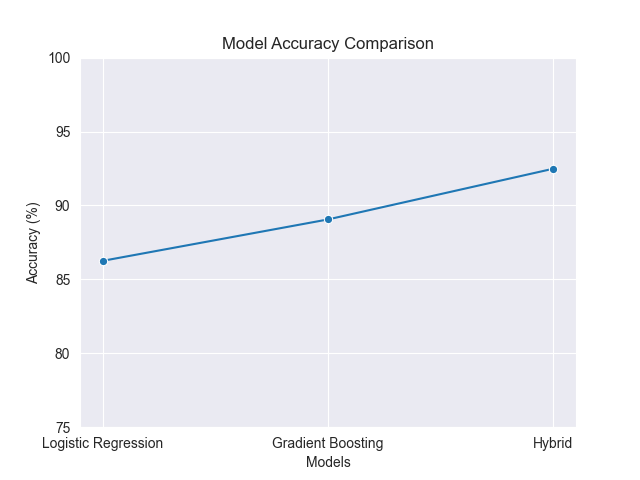 Model Accuracy Comparison
100
95
90
85
80
75
Accuracy (%)
Logistic Regression Gradient Boosting Hybrid
Models